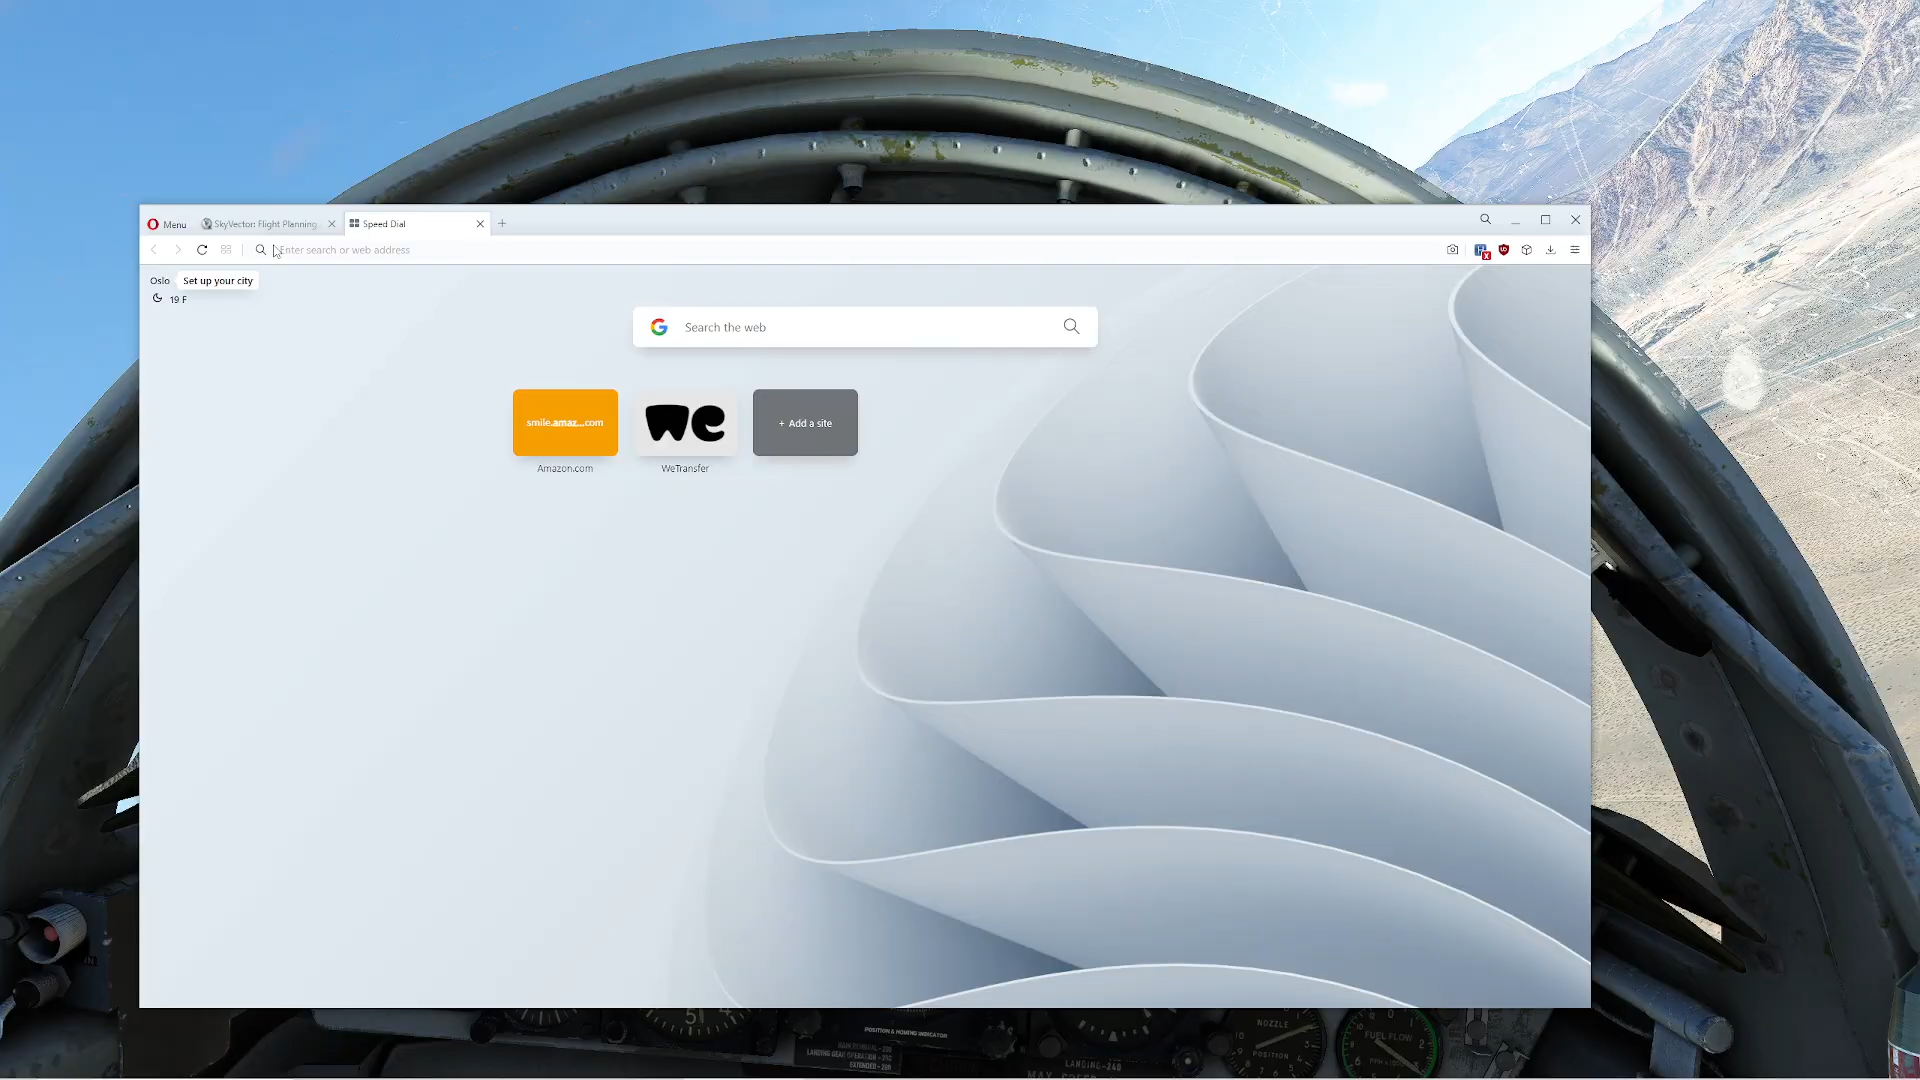 Menu
SkyVector: Flight Planning
Speed Dial
Enter search or web address
Oslo
Set up your city
19 F
Search the web
smile.amaz...com
WE
+ Add a site
Amazon.com
WeTransfer
POSITION & HOMING INDICATOR
LANDING GEAR OPERATION
LANDING-240
NOZZLE
POSITION
FUEL FLOW